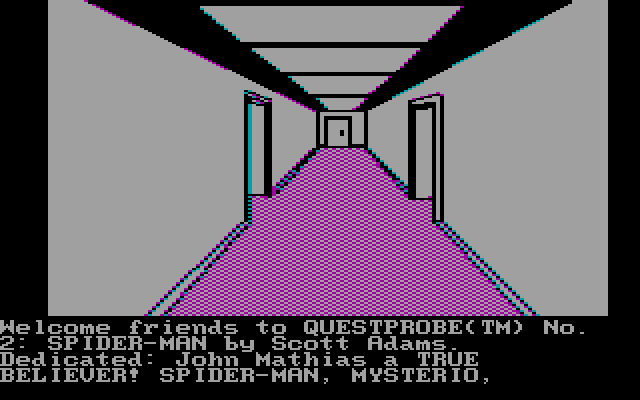 Welcome friends to QUESTPROBE(TM) No.
2: SPIDER-MAN by Scott Adams.
Dedicated: John Mathias a TRUE
BELIEVER! SPIDER-MAN, MYSTERIO,